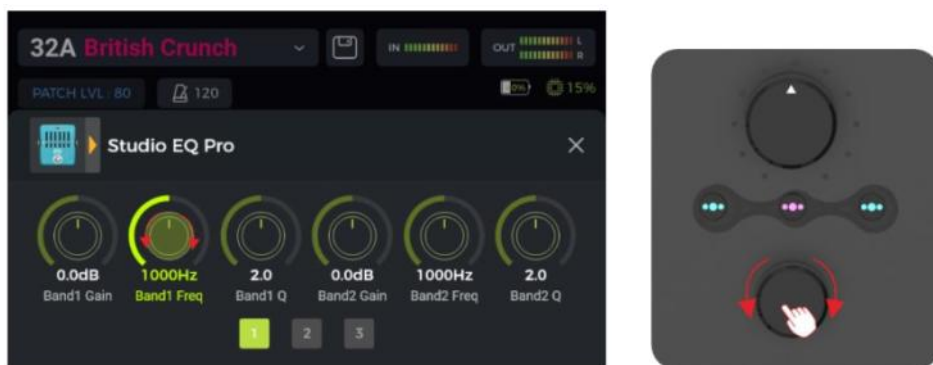 32A British Crunch IN OUT L
R
PATCH LVL: 80 120 0% 15%
Studio EQ Pro
0.0dB 1000Hz 2.0 0.0dB 1000Hz 2.0
Band1 Gain Band1 Freq Band1 Q Band2 Gain Band2 Freq Band2 Q
1 2 3